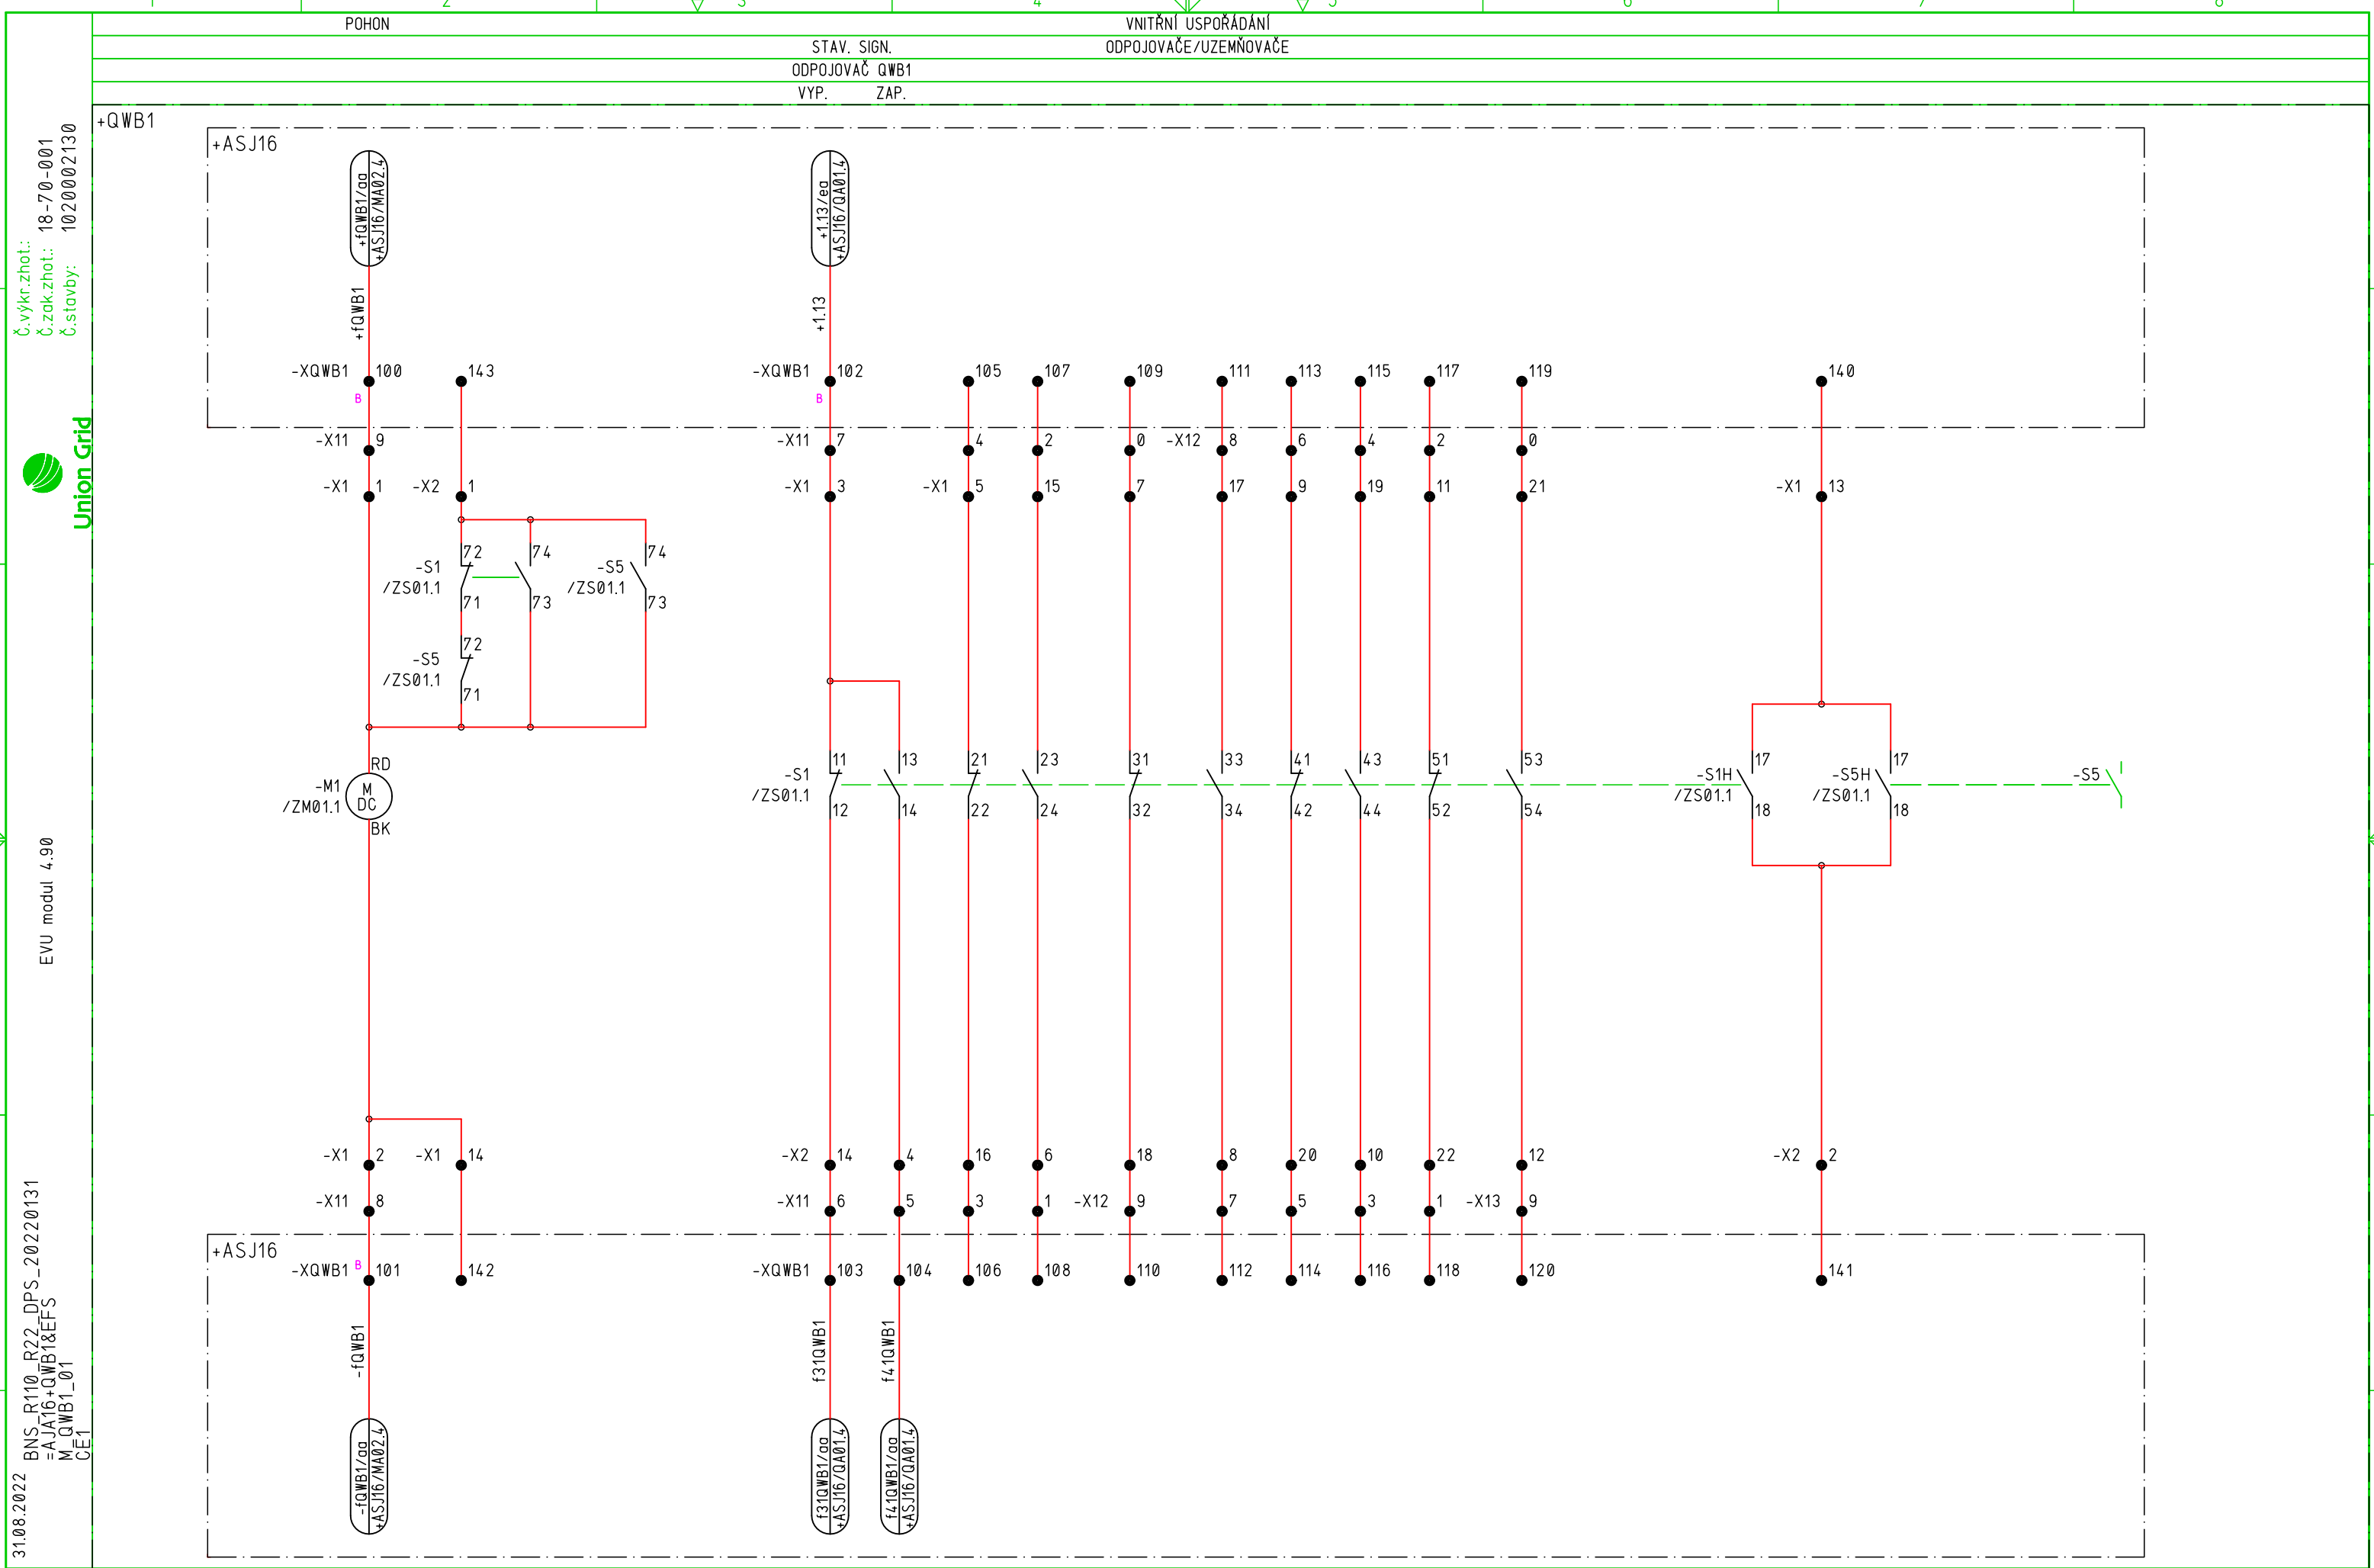 1 2 3 4 5 6 7 8
POHON
VNITŘNÍ USPOŘÁDÁNÍ
STAV. SIGN.
ODPOJOVAČE/UZEMŇOVAČE
ODPOJOVAČ QWB1
VYP. ZAP.
Č.výkr.zhot.:
Č.zak.zhot.: 18-70-001
Č.stavby: 1020002130
Union Grid
EVU modul 4.90
BNS_R110_R22_DPS_20220131
=AJA16+QWB1&EFS
M_QWB1_01
CE1
31.08.2022
+QWB1
+ASJ16
+fQWB1/aa
+ASJ16/MA02.4
+1.13/ea
+ASJ16/QA01.4
+fQWB1
+1.13
-XQWB1 100 143 -XQWB1 102 105 107 109 111 113 115 117 119 140
B B
-X11 9 -X11 7 4 2 0 -X12 8 6 4 2 0
-X1 1 -X2 1 -X1 3 -X1 5 15 7 17 9 19 11 21 -X1 13
72 74 74
-S1 -S5
/ZS01.1 /ZS01.1
71 73 73
72
-S5
/ZS01.1
71
RD
-M1 M
/ZM01.1 DC
BK
11 13 21 23 31 33 41 43 51 53 17 17
-S1 -S1H -S5H -S5
/ZS01.1 /ZS01.1 /ZS01.1
12 14 22 24 32 34 42 44 52 54 18 18
-X1 2 -X1 14 -X2 14 4 16 6 18 8 20 10 22 12 -X2 2
-X11 8 -X11 6 5 3 1 -X12 9 7 5 3 1 -X13 9
+ASJ16
B
-XQWB1 101 142 -XQWB1 103 104 106 108 110 112 114 116 118 120 141
-fQWB1
f31QWB1
f41QWB1
-fQWB1/aa
+ASJ16/MA02.4
f31QWB1/aa
+ASJ16/QA01.4
f41QWB1/aa
+ASJ16/QA01.4